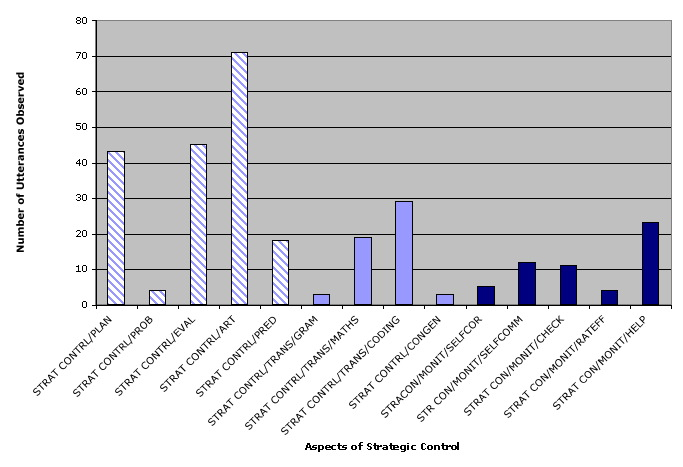 80
70
60
50
40
30
20
10
0
Number of Utterances Observed
STRAT CONTRL/PLAN
STRAT CONTRL/PROB
STRAT CONTRL/EVAL
STRAT CONTRL/ART
STRAT CONTRL/PRED
STRAT CONTRL/TRANS/GRAM
STRAT CONTRL/TRANS/MATHS
STRAT CONTRL/TRANS/CODING
STRAT CONTRL/CONGEN
STRACON/MONIT/SELFCOR
STR CON/MONIT/SELFCOMM
STRAT CON/MONIT/CHECK
STRAT CON/MONIT/RATEFF
STRAT CON/MONIT/HELP
Aspects of Strategic Control